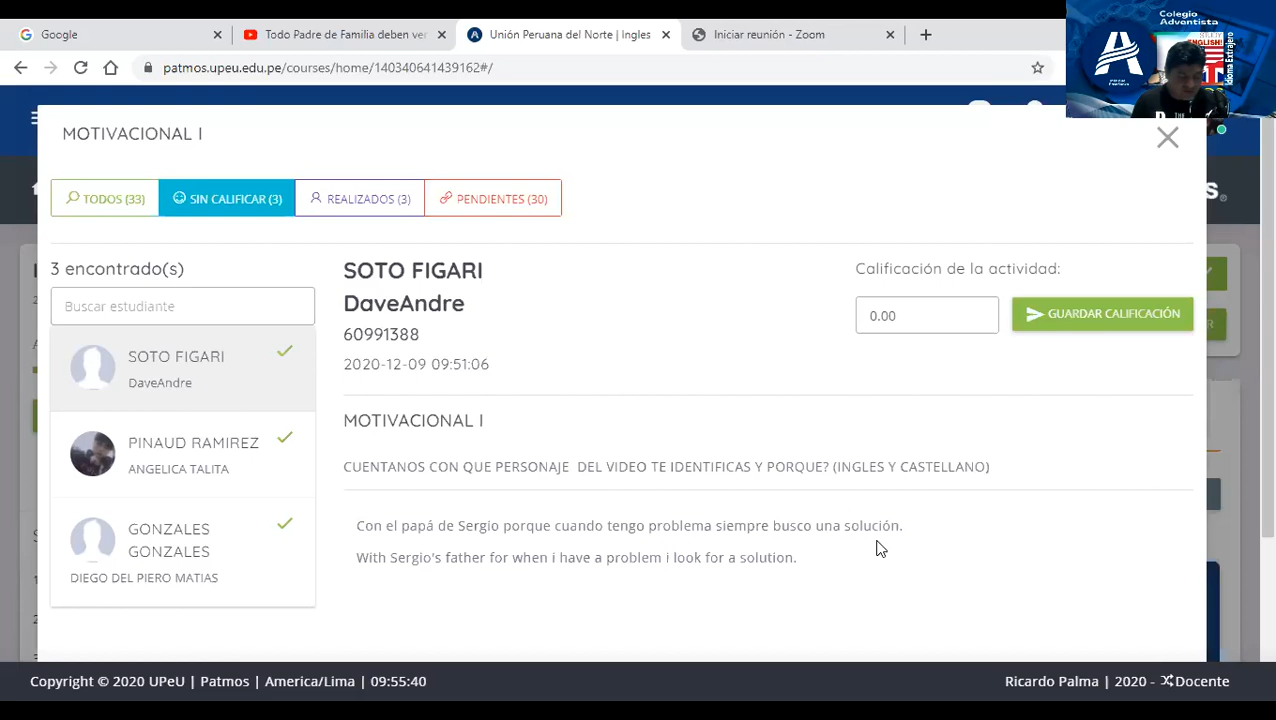 Google
Todo Padre de Familia deben ver
Unión Peruana del Norte | Ingles
Iniciar reunión - Zoom
patmos.upeu.edu.pe/courses/home/140340641439162#/
Colegio
Adventista
ENGLISH!
Idioma Extrajero
MOTIVACIONAL I
TODOS (33)
SIN CALIFICAR (3)
REALIZADOS (3)
PENDIENTES (30)
3 encontrado(s)
Buscar estudiante
SOTO FIGARI
DaveAndre
PINAUD RAMIREZ
ANGELICA TALITA
GONZALES
GONZALES
DIEGO DEL PIERO MATIAS
SOTO FIGARI
DaveAndre
60991388
2020-12-09 09:51:06
Calificación de la actividad:
0.00
GUARDAR CALIFICACIÓN
MOTIVACIONAL I
CUENTANOS CON QUE PERSONAJE DEL VIDEO TE IDENTIFICAS Y PORQUE? (INGLES Y CASTELLANO)
Con el papá de Sergio porque cuando tengo problema siempre busco una solución.
With Sergio's father for when i have a problem i look for a solution.
Copyright © 2020 UPeU | Patmos | America/Lima | 09:55:40
Ricardo Palma | 2020 - Docente